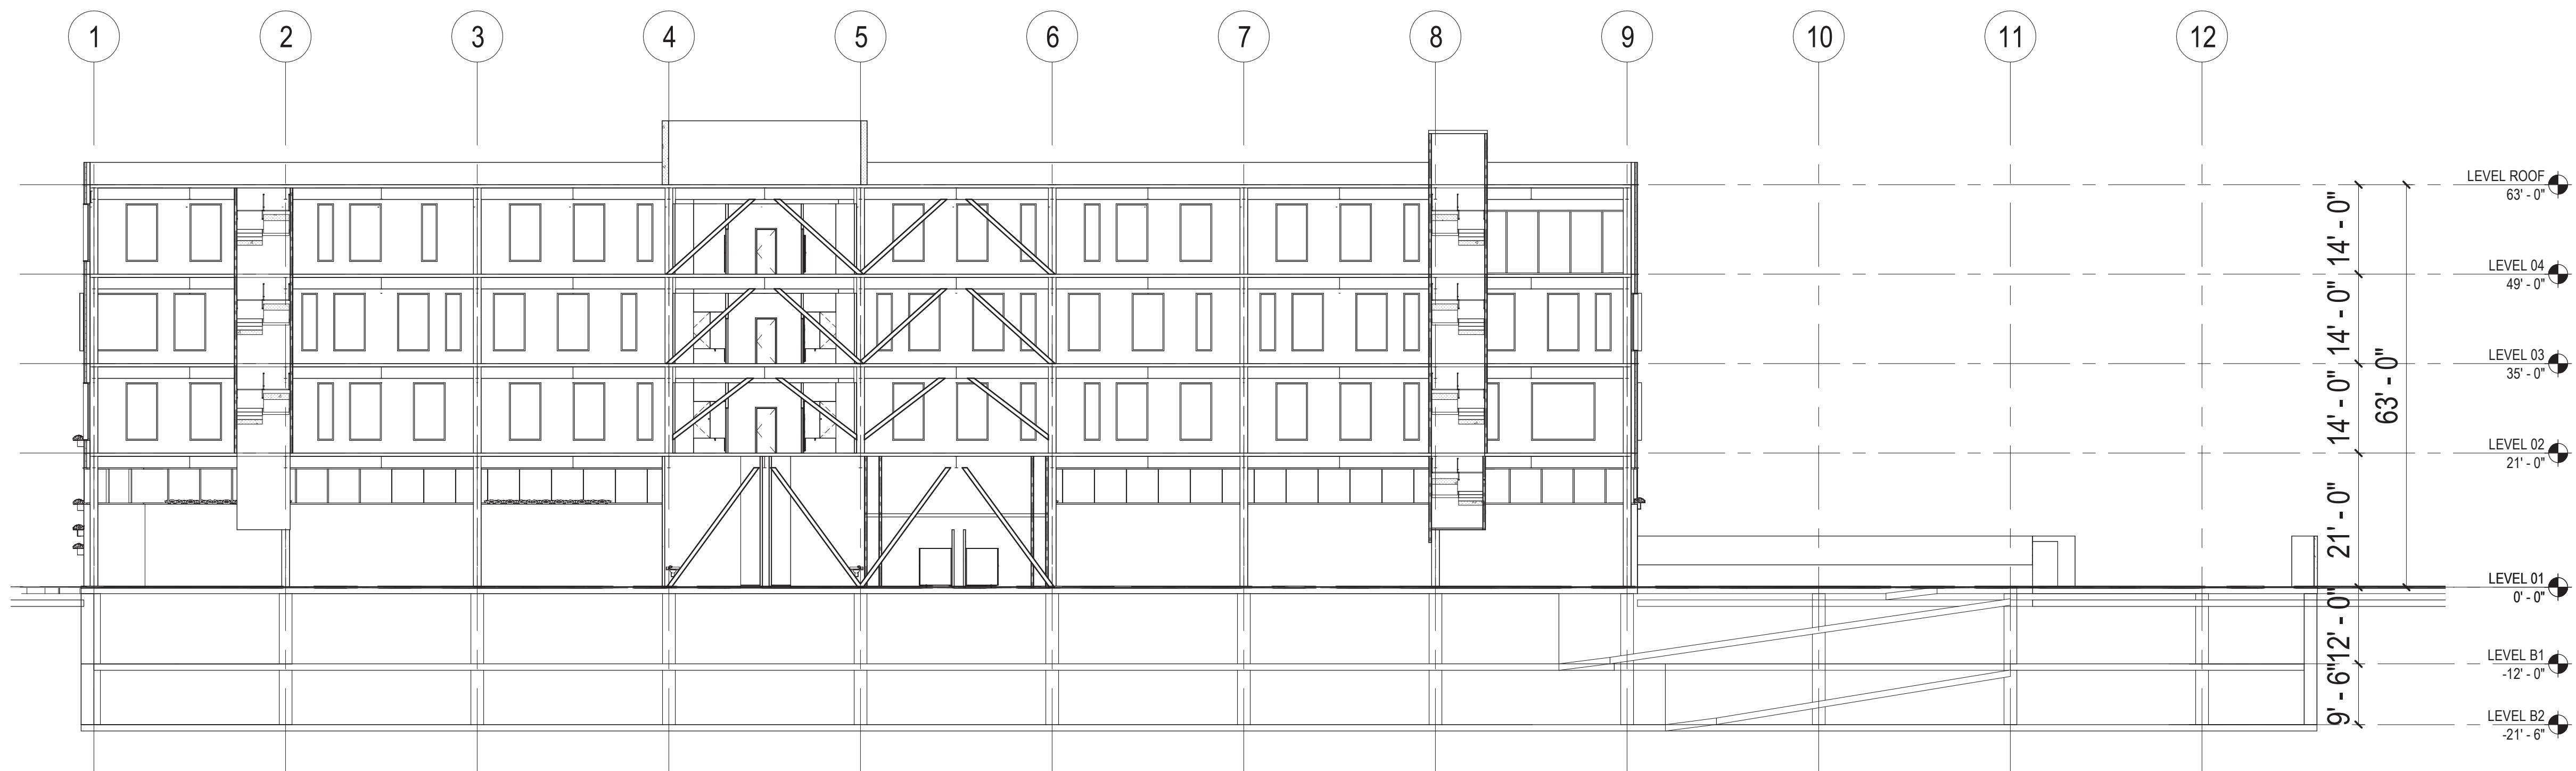 1 2 3 4 5 6 7 8 9 10 11 12
LEVEL ROOF
63' - 0"
LEVEL 04
49' - 0"
LEVEL 03
35' - 0"
LEVEL 02
21' - 0"
LEVEL 01
0' - 0"
LEVEL B1
-12' - 0"
LEVEL B2
-21' - 6"
14' - 0"
14' - 0"
14' - 0"
21' - 0"
12' - 0"
9' - 6"
63' - 0"